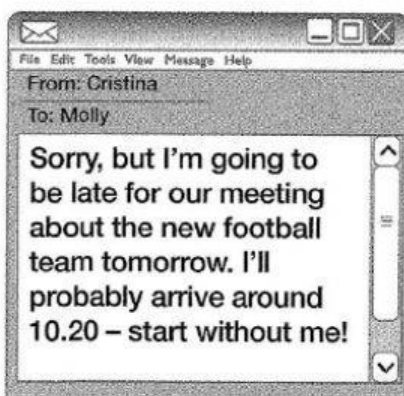 File Edit Tools View Message Help
From: Cristina
To: Molly
Sorry, but I'm going to
be late for our meeting
about the new football
team tomorrow. I'll
probably arrive around
10.20 – start without me!